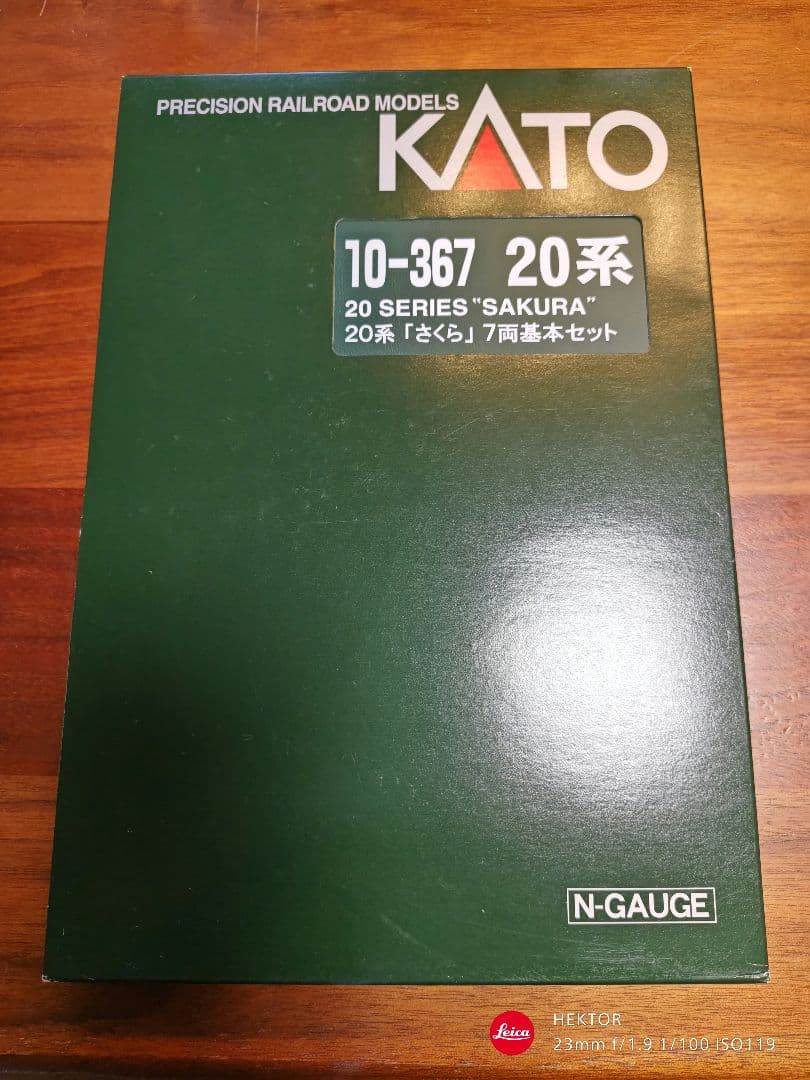 PRECISION RAILROAD MODELS
KATO
10-367 20系
20 SERIES "SAKURA"
20系「さくら」7両基本セット
N-GAUGE
Leica
HEKTOR
23mm f/1.9 1/100 ISO119